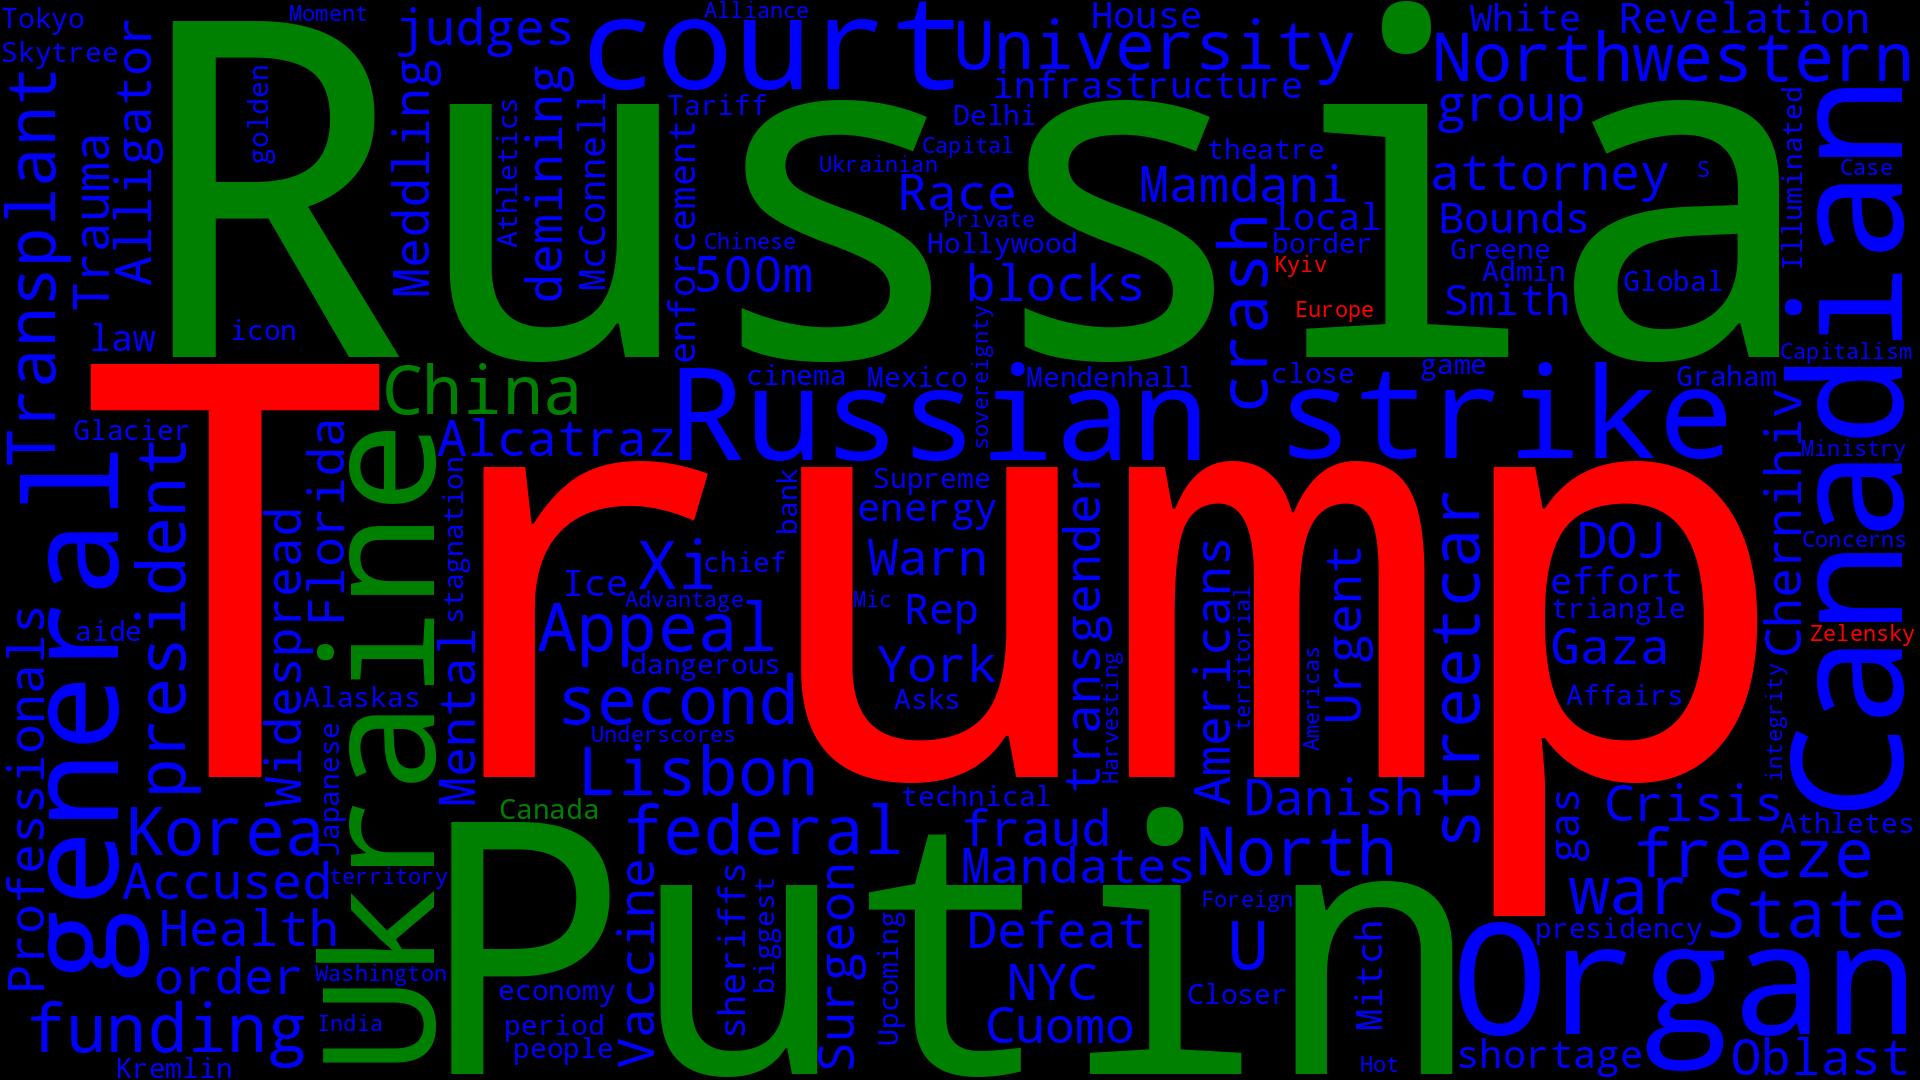 Tokyo
Skytree
Moment
judges
court
Alliance
University
House
infrastructure
White
Revelation
Northwestern
Transplant
Trauma
Alligator
golden
Russia
Meddling
Athletics
demining
McConnell
Tariff
enforcement
Delhi
Capital
Ukrainian
Race
Private
Chinese
Hollywood
500m
blocks
theatre
Mamdani
local
border
Kyiv
Europe
crash
group
attorney
S
Bounds
Greene
Admin
Smith
Global
Illuminated
Case
Canadian
law
icon
Trump
China
cinema
Mexico
sovereignty
Mendenhall
close
game
Graham
Capitalism
Glacier
Alcatraz
Russian
strike
Chernihiv
Ministry
general
president
Widespread
Florida
Ukraine
stagnation
bank
Supreme
energy
transgender
Xi
chief
Warn
Ice
Advantage
Mic
Rep
Appeal
dangerous
York
Asks
second
Underscores
Lisbon
Harvesting
Americans
territorial
Americas
Urgent
streetcar
DOJ
effort
triangle
Gaza
Affairs
Concerns
Zelensky
integrity
Professionals
aide
Alaskas
Mental
Japanese
Korea
Canada
technical
federal
fraud
Danish
Mandates
North
gas
Crisis
Athletes
freeze
Accused
territory
Putin
Health
order
Washington
funding
India
Kremlin
economy
period
people
Vaccine
sheriffs
biggest
Surgeon
Upcoming
Defeat
NYC
Cuomo
Foreign
U
Closer
Mitch
Hot
war
presidency
State
Organ
shortage
Oblast